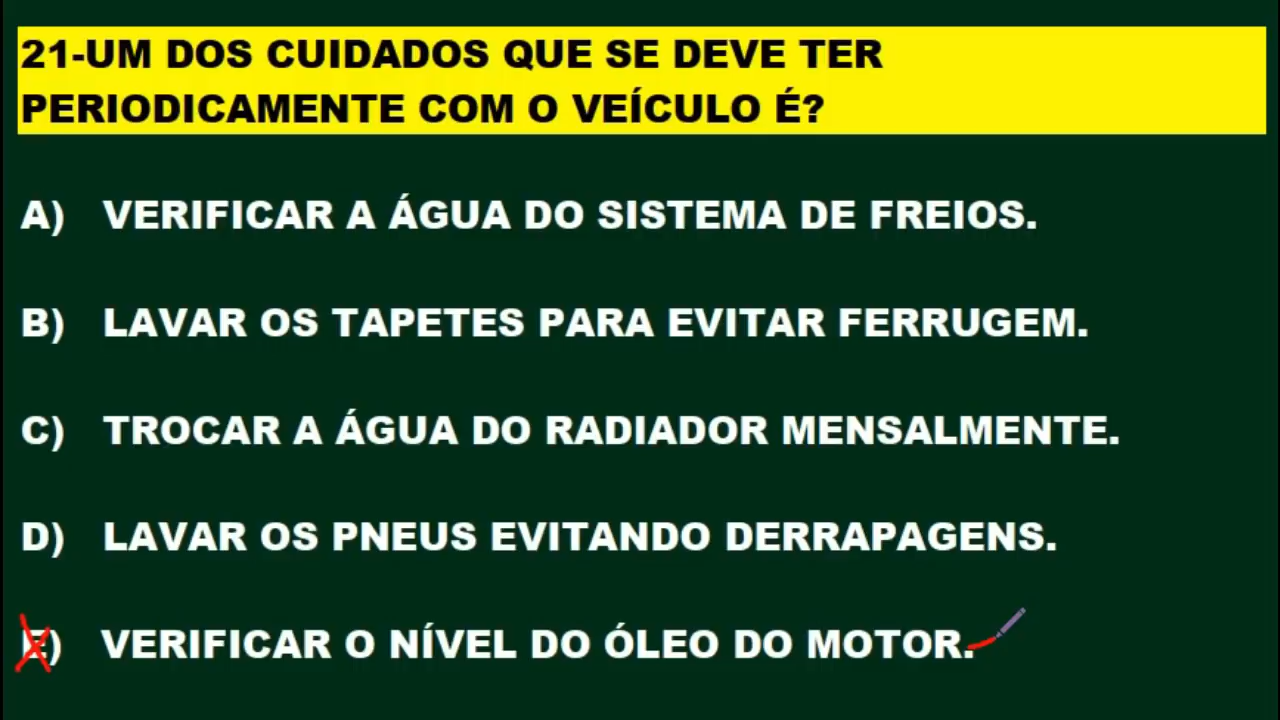 21-UM DOS CUIDADOS QUE SE DEVE TER
PERIODICAMENTE COM O VEÍCULO É?
A) VERIFICAR A ÁGUA DO SISTEMA DE FREIOS.
B) LAVAR OS TAPETES PARA EVITAR FERRUGEM.
C) TROCAR A ÁGUA DO RADIADOR MENSALMENTE.
D) LAVAR OS PNEUS EVITANDO DERRAPAGENS.
E) VERIFICAR O NÍVEL DO ÓLEO DO MOTOR.